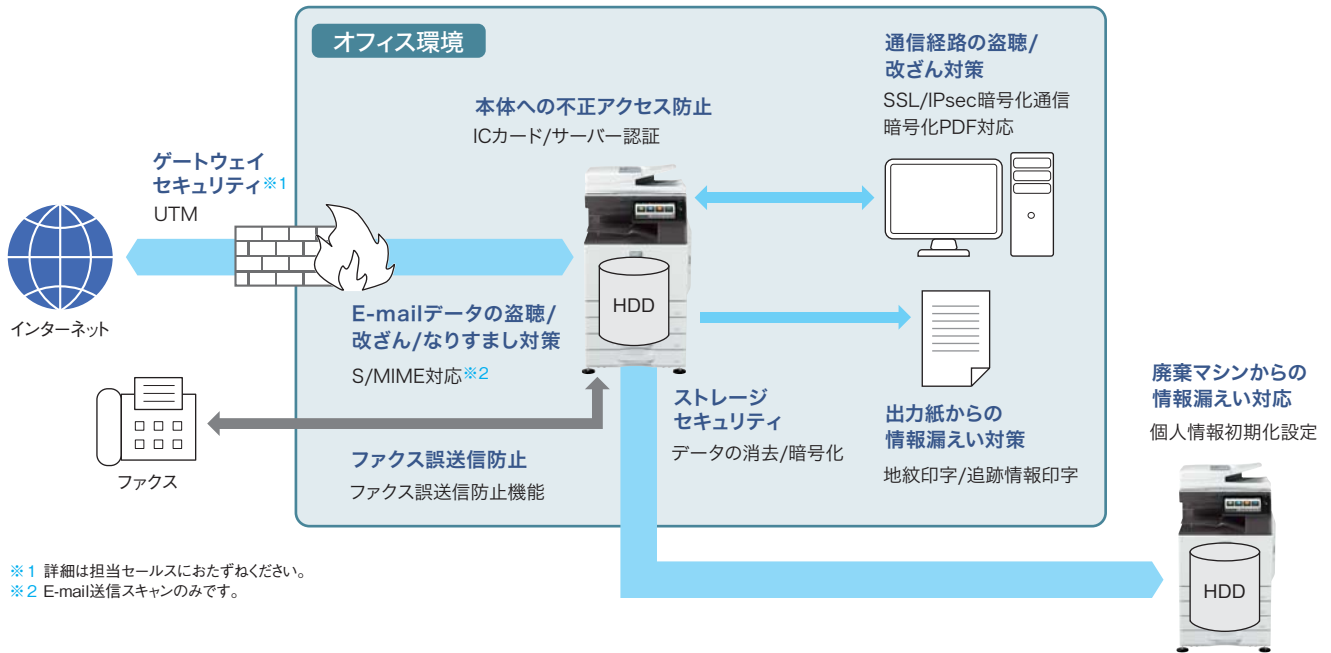 オフィス環境
通信経路の盗聴/
改ざん対策
SSL/IPsec暗号化通信
暗号化PDF対応
本体への不正アクセス防止
ICカード/サーバー認証
ゲートウェイ
セキュリティ※1
UTM
インターネット
HDD
E-mailデータの盗聴/
改ざん/なりすまし対策
S/MIME対応※2
ファクス
ファクス誤送信防止
ファクス誤送信防止機能
ストレージ
セキュリティ
データの消去/暗号化
出力紙からの
情報漏えい対策
地紋印字/追跡情報印字
廃棄マシンからの
情報漏えい対応
個人情報初期化設定
HDD
※1 詳細は担当セールスにおたずねください。
※2 E-mail送信スキャンのみです。